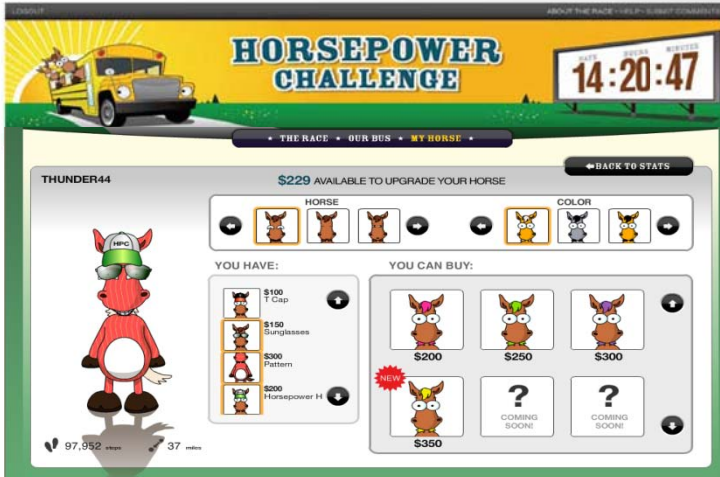 LOGOUT
ABOUT THE RACE • HELP • SUBMIT COMMENT
HORSEPOWER
CHALLENGE
DAYS HOURS MINUTES
14:20:47
★ THE RACE ★ OUR BUS ★ MY HORSE ★
BACK TO STATS
THUNDER44
$229 AVAILABLE TO UPGRADE YOUR HORSE
HORSE
COLOR
YOU HAVE:
YOU CAN BUY:
HPC
$100
T Cap
$150
Sunglasses
$300
Pattern
$200
Horsepower H
$200
$250
$300
NEW
?
COMING
SOON!
?
COMING
SOON!
$350
97,952 steps
37 miles